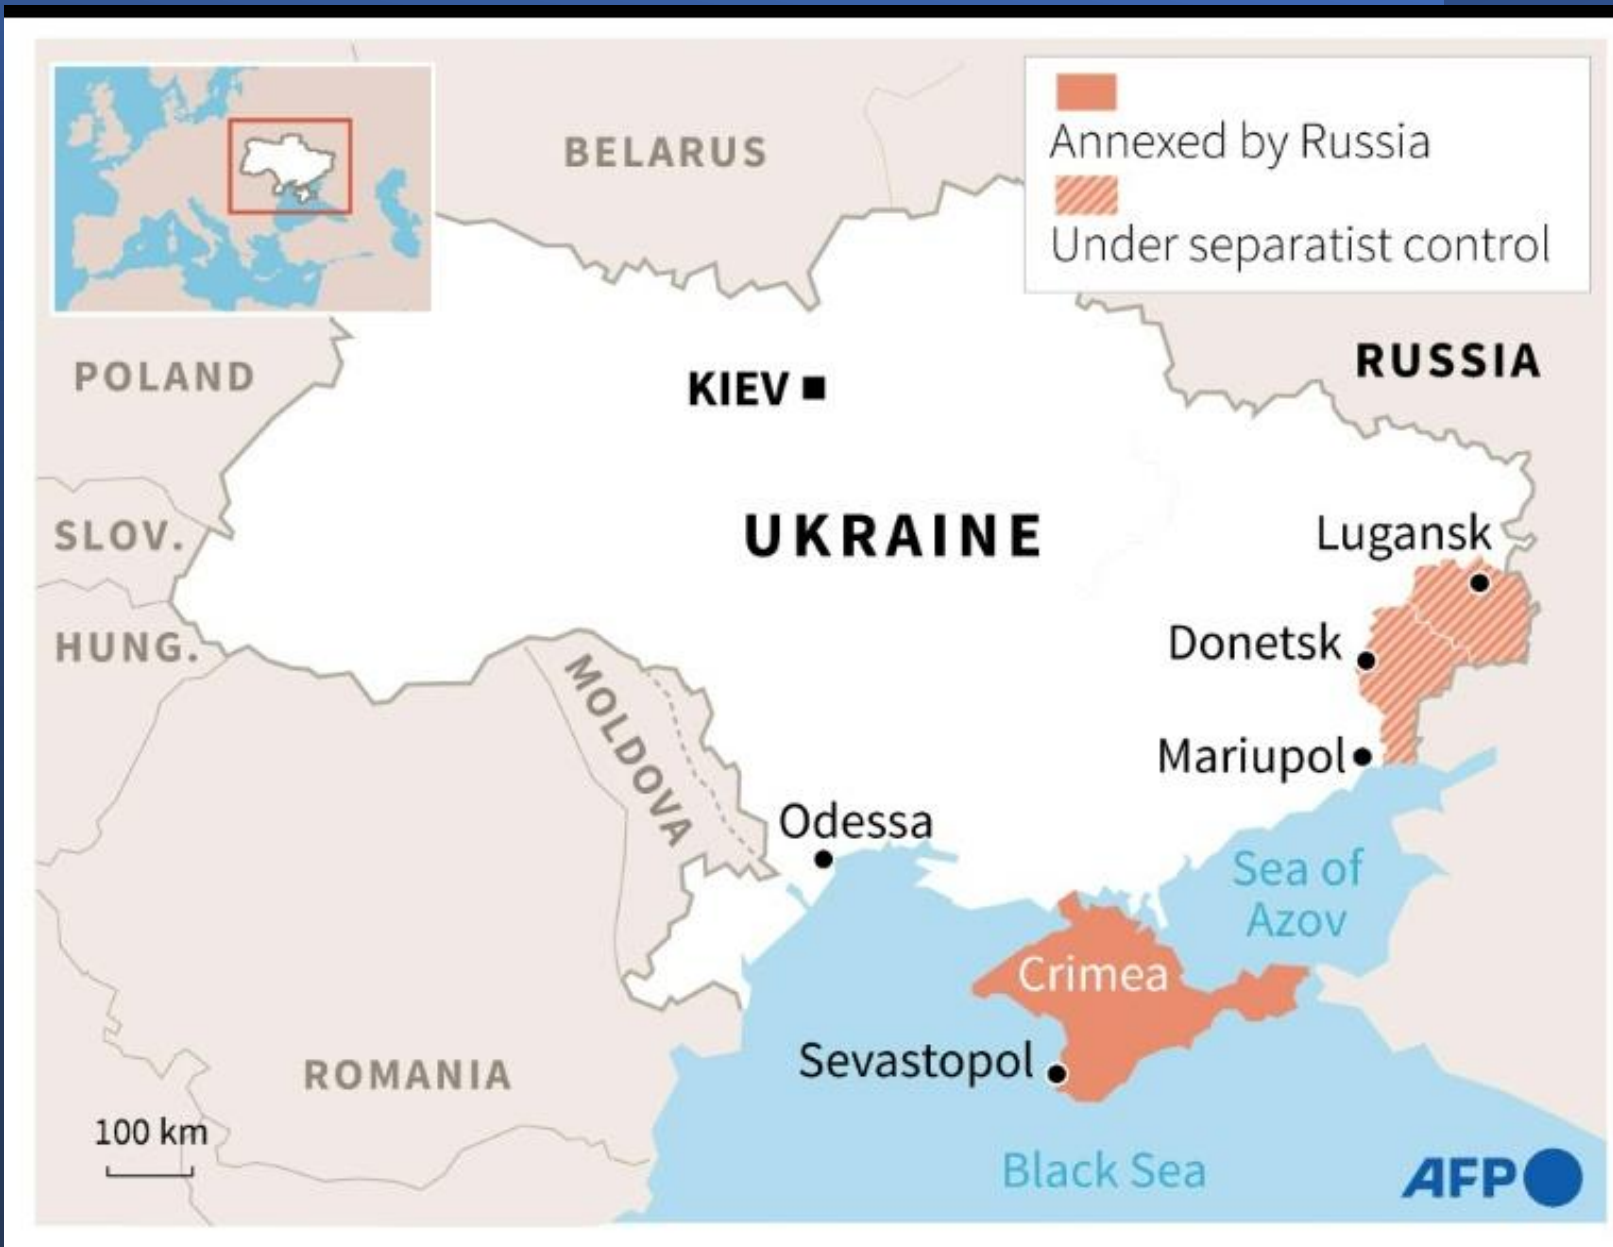 Annexed by Russia
Under separatist control
BELARUS
RUSSIA
POLAND
KIEV
UKRAINE
SLOV.
Lugansk
HUNG.
Donetsk
MOLDOVA
Mariupol
Odessa
Sea of
Azov
Crimea
Sevastopol
ROMANIA
100 km
Black Sea
AFP